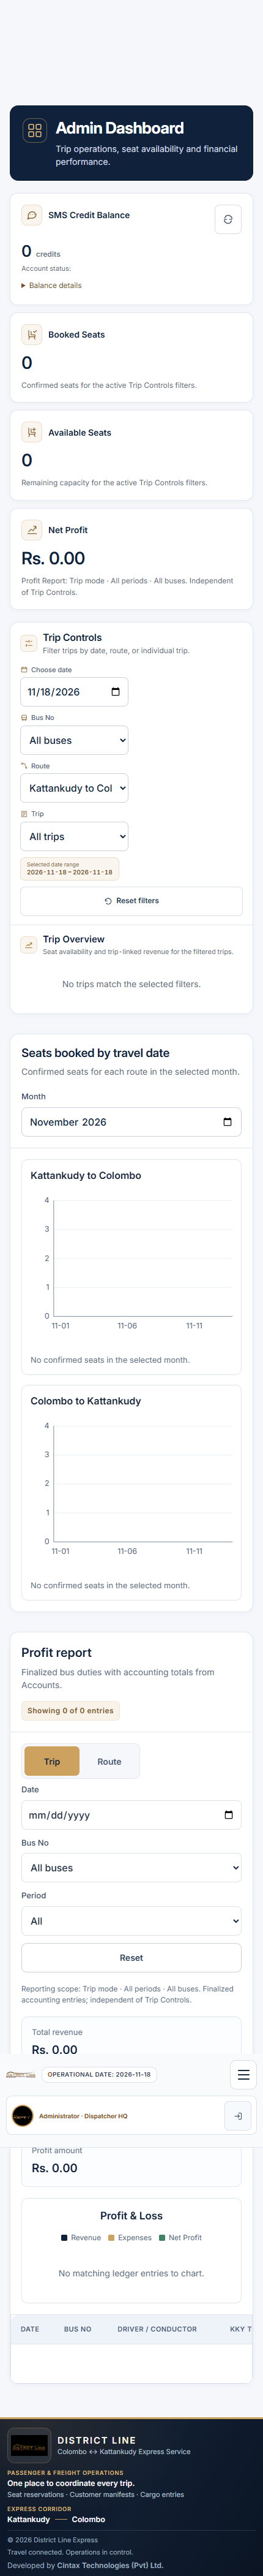 Admin Dashboard
Trip operations, seat availability and financial
performance.
SMS Credit Balance
0 credits
Account status:
Balance details
Booked Seats
0
Confirmed seats for the active Trip Controls filters.
Available Seats
0
Remaining capacity for the active Trip Controls filters.
Net Profit
Rs. 0.00
Profit Report: Trip mode · All periods · All buses. Independent
of Trip Controls.
Trip Controls
Filter trips by date, route, or individual trip.
Choose date
11/18/2026
Bus No
All buses
Route
Kattankudy to Col
Trip
All trips
Selected date range
2026-11-18 – 2026-11-18
Reset filters
Trip Overview
Seat availability and trip-linked revenue for the filtered trips.
No trips match the selected filters.
Seats booked by travel date
Confirmed seats for each route in the selected month.
Month
November 2026
Kattankudy to Colombo
4
3
2
1
0
11-01 11-06 11-11
No confirmed seats in the selected month.
Colombo to Kattankudy
4
3
2
1
0
11-01 11-06 11-11
No confirmed seats in the selected month.
Profit report
Finalized bus duties with accounting totals from
Accounts.
Showing 0 of 0 entries
Trip Route
Date
mm/dd/yyyy
Bus No
All buses
Period
All
Reset
Reporting scope: Trip mode · All periods · All buses. Finalized
accounting entries; independent of Trip Controls.
Total revenue
Rs. 0.00
OPERATIONAL DATE: 2026-11-18
Administrator · Dispatcher HQ
Profit amount
Rs. 0.00
Profit & Loss
Revenue Expenses Net Profit
No matching ledger entries to chart.
DATE BUS NO DRIVER / CONDUCTOR KKY T
DISTRICT LINE
Colombo ↔ Kattankudy Express Service
PASSENGER & FREIGHT OPERATIONS
One place to coordinate every trip.
Seat reservations · Customer manifests · Cargo entries
EXPRESS CORRIDOR
Kattankudy — Colombo
© 2026 District Line Express
Travel connected. Operations in control.
Developed by Cintax Technologies (Pvt) Ltd.